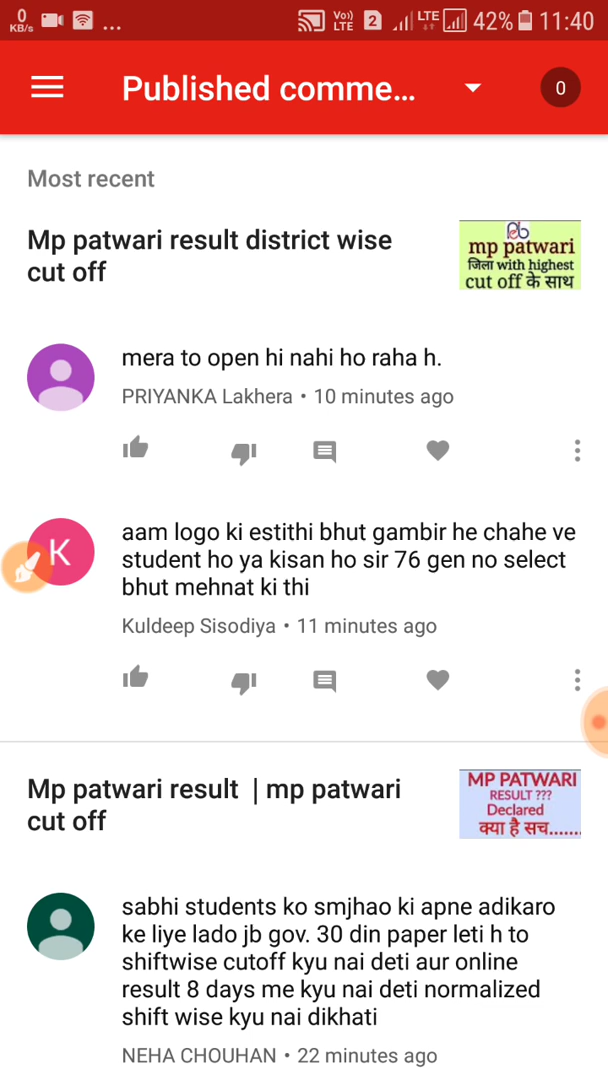 0
KB/s
...
Vo))
LTE
2
LTE
42%
11:40
Published comme...
0
Most recent
Mp patwari result district wise
cut off
mp patwari
जिला with highest
cut off के साथ
mera to open hi nahi ho raha h.
PRIYANKA Lakhera • 10 minutes ago
K
aam logo ki estithi bhut gambir he chahe ve
student ho ya kisan ho sir 76 gen no select
bhut mehnat ki thi
Kuldeep Sisodiya • 11 minutes ago
Mp patwari result | mp patwari
cut off
MP PATWARI
RESULT ???
Declared
क्या है सच.......
sabhi students ko smjhao ki apne adikaro
ke liye lado jb gov. 30 din paper leti h to
shiftwise cutoff kyu nai deti aur online
result 8 days me kyu nai deti normalized
shift wise kyu nai dikhati
NEHA CHOUHAN • 22 minutes ago